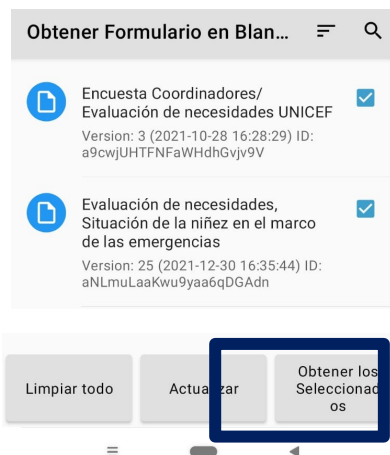 Obtener Formulario en Blan...
Encuesta Coordinadores/
Evaluación de necesidades UNICEF
Version: 3 (2021-10-28 16:28:29) ID:
a9cwjUHTFNFaWHdhGvjv9V
Evaluación de necesidades,
Situación de la niñez en el marco
de las emergencias
Version: 25 (2021-12-30 16:35:44) ID:
aNLmuLaaKwu9yaa6qDGAdn
Limpiar todo
Actualizar
Obtener los
Seleccionad
os